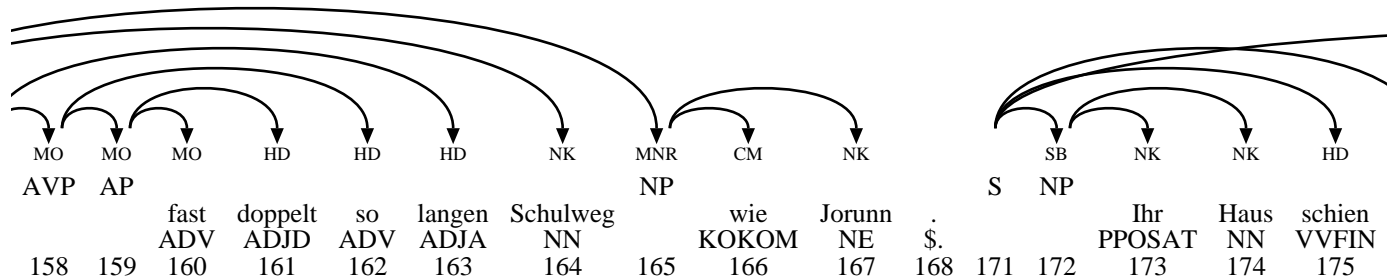 MO MO MO HD HD HD NK MNR CM NK SB NK NK HD
AVP AP NP S NP
fast doppelt so langen Schulweg wie Jorunn . Ihr Haus schien
ADV ADJD ADV ADJA NN KOKOM NE $. PPOSAT NN VVFIN
158 159 160 161 162 163 164 165 166 167 168 171 172 173 174 175